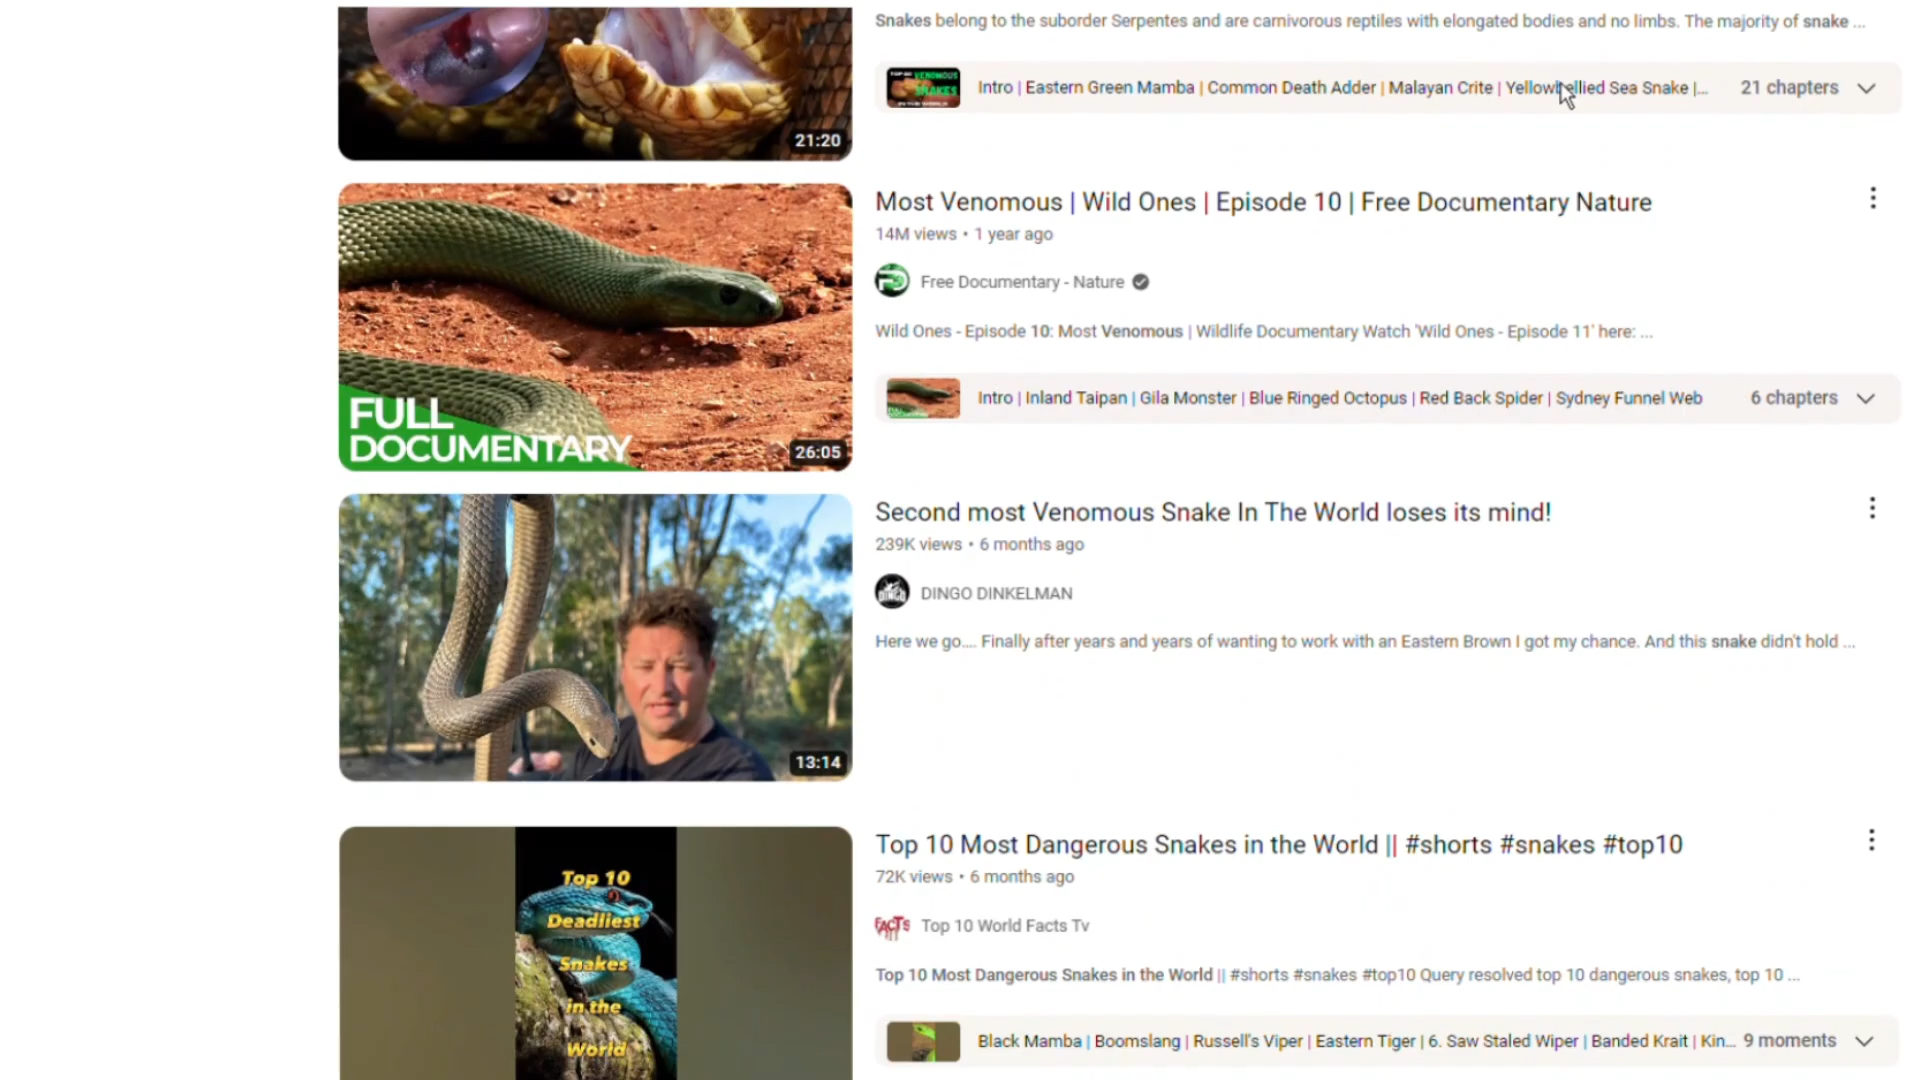 Snakes belong to the suborder Serpentes and are carnivorous reptiles with elongated bodies and no limbs. The majority of snake ...
VENOMOUS
SNAKES
Intro | Eastern Green Mamba | Common Death Adder | Malayan Crite | Yellowbellied Sea Snake |...
21 chapters
21:20
Most Venomous | Wild Ones | Episode 10 | Free Documentary Nature
14M views • 1 year ago
Free Documentary - Nature
Wild Ones - Episode 10: Most Venomous | Wildlife Documentary Watch 'Wild Ones - Episode 11' here: ...
Intro | Inland Taipan | Gila Monster | Blue Ringed Octopus | Red Back Spider | Sydney Funnel Web
6 chapters
FULL
DOCUMENTARY
26:05
Second most Venomous Snake In The World loses its mind!
239K views • 6 months ago
DINGO DINKELMAN
Here we go.... Finally after years and years of wanting to work with an Eastern Brown I got my chance. And this snake didn't hold ...
13:14
Top 10 Most Dangerous Snakes in the World || #shorts #snakes #top10
72K views • 6 months ago
FACTS
Top 10 World Facts Tv
Top 10 Most Dangerous Snakes in the World || #shorts #snakes #top10 Query resolved top 10 dangerous snakes, top 10 ...
Black Mamba | Boomslang | Russell's Viper | Eastern Tiger | 6. Saw Staled Wiper | Banded Krait | Kin...
9 moments
Top 10
Deadliest
Snakes
in the
World